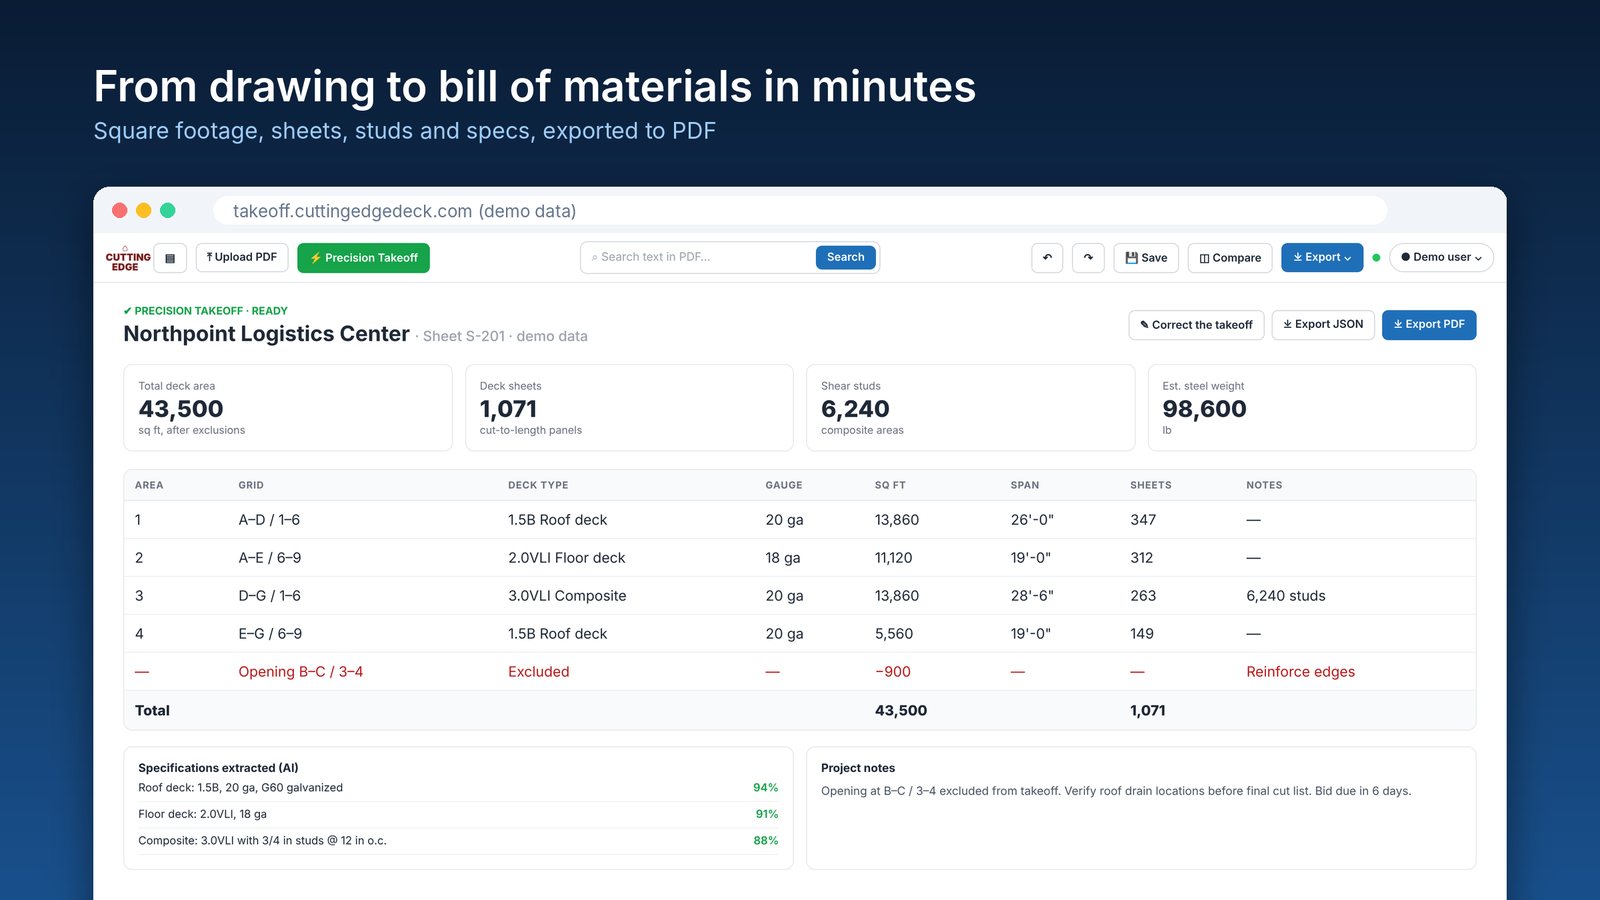 From drawing to bill of materials in minutes
Square footage, sheets, studs and specs, exported to PDF
takeoff.cuttingedgedeck.com (demo data)
CUTTING EDGE
Upload PDF
Precision Takeoff
Search text in PDF...
Search
Save
Compare
Export
Demo user
✔ PRECISION TAKEOFF · READY
Northpoint Logistics Center · Sheet S-201 · demo data
Correct the takeoff
Export JSON
Export PDF
Total deck area
43,500
sq ft, after exclusions
Deck sheets
1,071
cut-to-length panels
Shear studs
6,240
composite areas
Est. steel weight
98,600
lb
AREA GRID DECK TYPE GAUGE SQ FT SPAN SHEETS NOTES
1 A–D / 1–6 1.5B Roof deck 20 ga 13,860 26'-0" 347 —
2 A–E / 6–9 2.0VLI Floor deck 18 ga 11,120 19'-0" 312 —
3 D–G / 1–6 3.0VLI Composite 20 ga 13,860 28'-6" 263 6,240 studs
4 E–G / 6–9 1.5B Roof deck 20 ga 5,560 19'-0" 149 —
— Opening B–C / 3–4 Excluded — −900 — — Reinforce edges
Total 43,500 1,071
Specifications extracted (AI)
Roof deck: 1.5B, 20 ga, G60 galvanized 94%
Floor deck: 2.0VLI, 18 ga 91%
Composite: 3.0VLI with 3/4 in studs @ 12 in o.c. 88%
Project notes
Opening at B–C / 3–4 excluded from takeoff. Verify roof drain locations before final cut list. Bid due in 6 days.